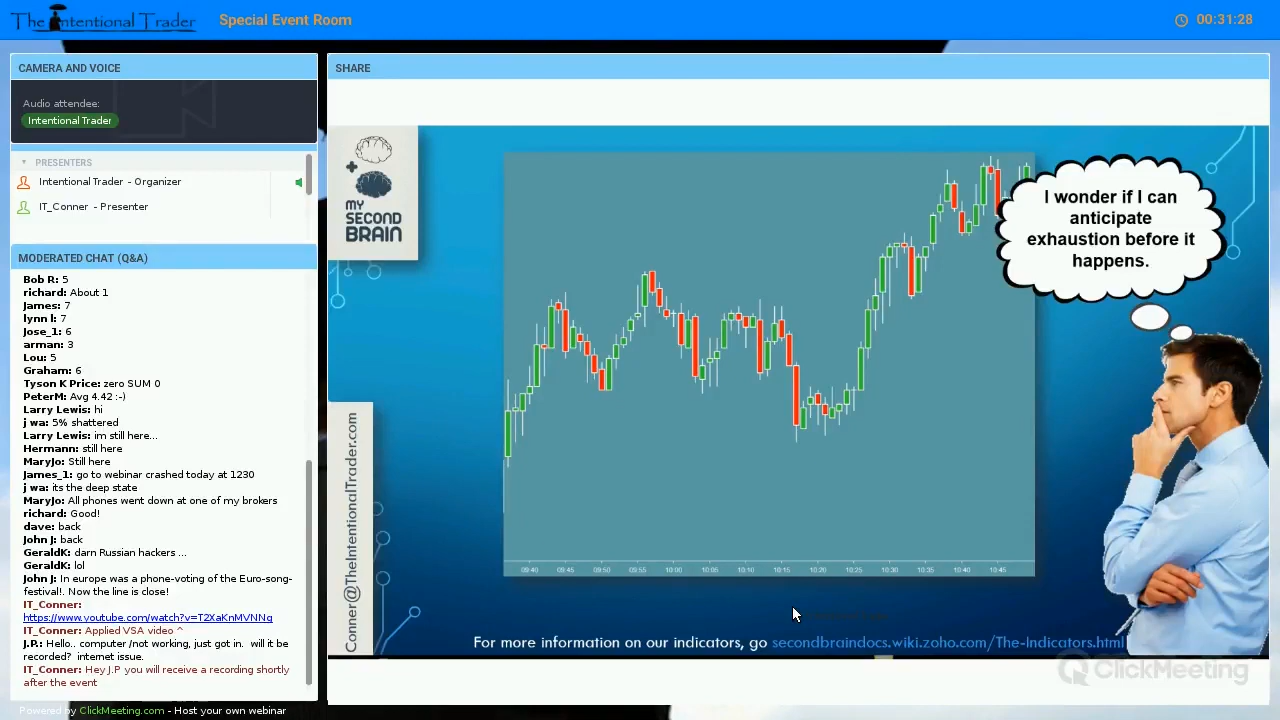 The Intentional Trader
Special Event Room
00:31:28
CAMERA AND VOICE
Audio attendee:
Intentional Trader
PRESENTERS
Intentional Trader - Organizer
IT_Conner - Presenter
MODERATED CHAT (Q&A)
Bob R: 5
richard: About 1
James: 7
lynn l: 7
Jose_1: 6
arman: 3
Lou: 5
Graham: 6
Tyson K Price: zero SUM 0
PeterM: Avg 4.42 :-)
Larry Lewis: hi
j wa: 5% shattered
Larry Lewis: im still here...
Hermann: still here
MaryJo: Still here
James_1: go to webinar crashed today at 1230
j wa: its the deep state
MaryJo: All phones went down at one of my brokers
richard: Good!
dave: back
John J: back
GeraldK: darn Russian hackers ...
GeraldK: lol
John J: In Europe was a phone-voting of the Euro-song-
festival!. Now the line is close!
IT_Conner:
https://www.youtube.com/watch?v=T2XaKnMVNNg
IT_Conner: Applied VSA video ^
J.P.: Hello.. computer /not working, just got in. will it be
recorded? internet issue.
IT_Conner: Hey J.P you will receive a recording shortly
after the event
Powered by ClickMeeting.com - Host your own webinar
SHARE
MY
SECOND
BRAIN
Conner@TheIntentionalTrader.com
I wonder if I can
anticipate
exhaustion before it
happens.
09:40 09:45 09:50 09:55 10:00 10:05 10:10 10:15 10:20 10:25 10:30 10:35 10:40 10:45
For more information on our indicators, go secondbraindocs.wiki.zoho.com/The-Indicators.html
ClickMeeting